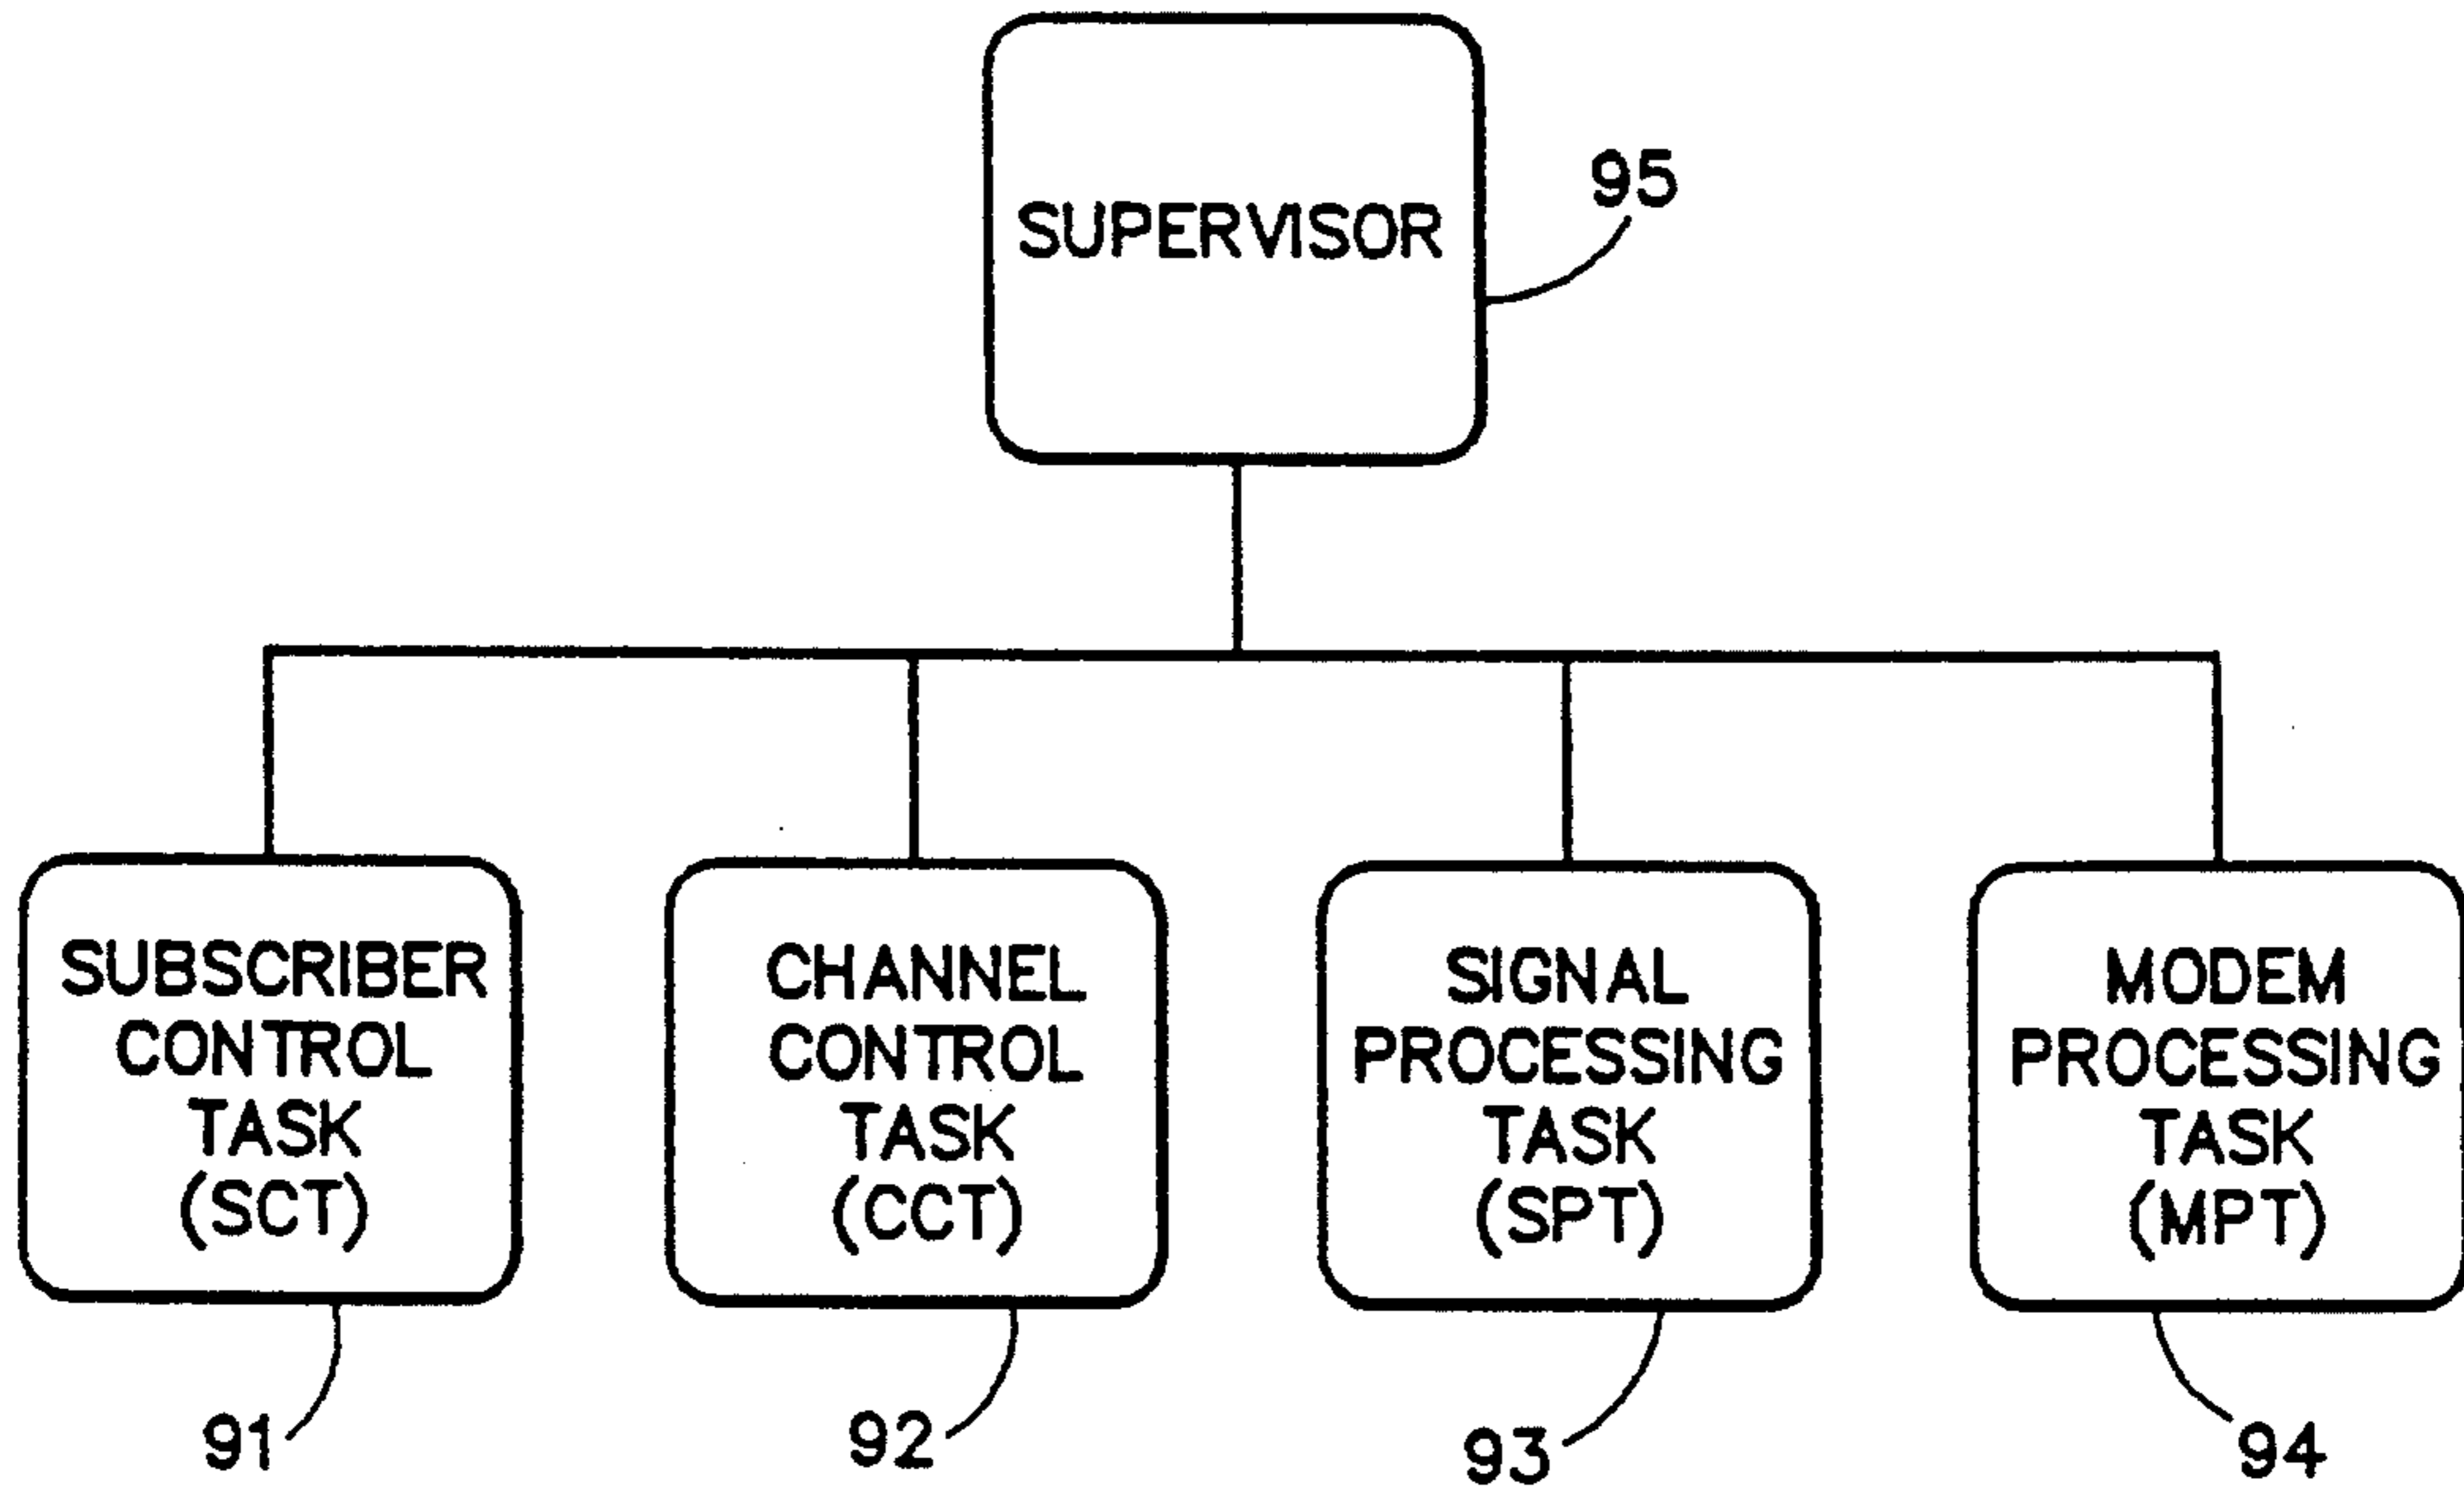 SUPERVISOR
95
SUBSCRIBER
CONTROL
TASK
(SCT)
91
CHANNEL
CONTROL
TASK
(CCT)
92
SIGNAL
PROCESSING
TASK
(SPT)
93
MODEM
PROCESSING
TASK
(MPT)
94